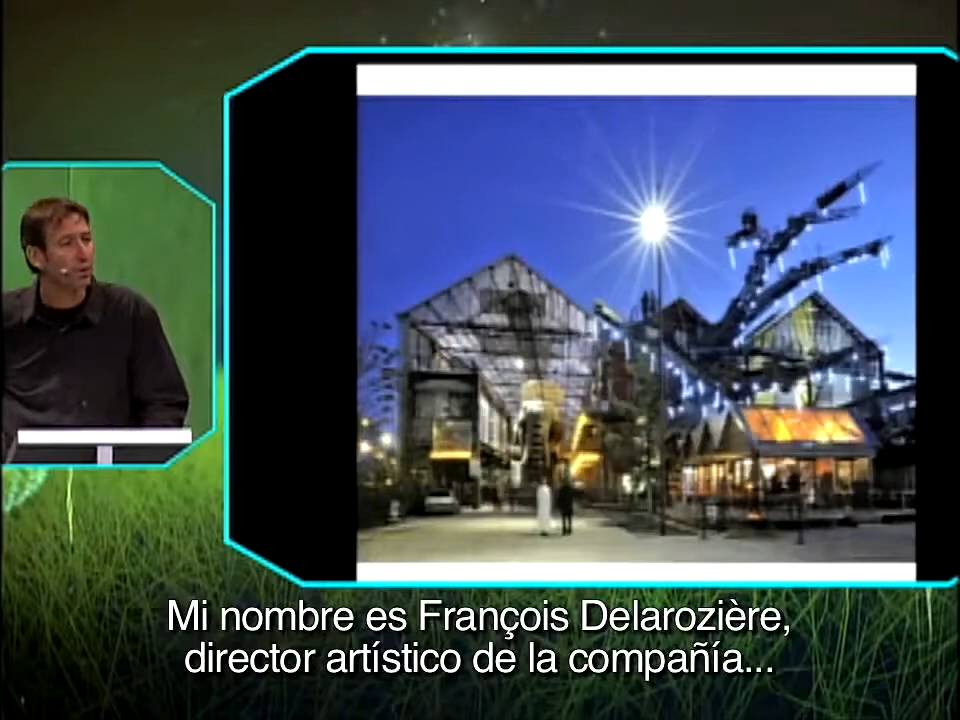 Mi nombre es François Delarozière,
director artístico de la compañía...